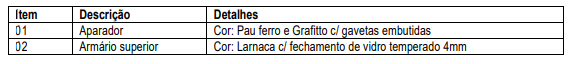 Item Descrição Detalhes
01 Aparador Cor: Pau ferro e Grafitto c/ gavetas embutidas
02 Armário superior Cor: Larnaca c/ fechamento de vidro temperado 4mm